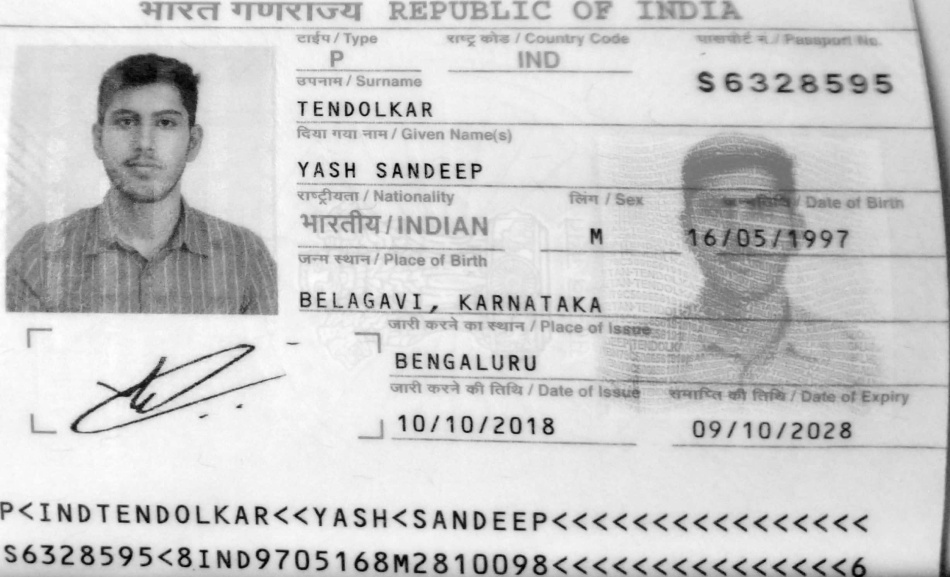 भारत गणराज्य REPUBLIC OF INDIA
टाईप / Type राष्ट्र कोड / Country Code पासपोर्ट न. / Passport No.
P IND S6328595
उपनाम / Surname
TENDOLKAR
दिया गया नाम / Given Name(s)
YASH SANDEEP
राष्ट्रीयता / Nationality लिंग / Sex जन्मतिथि / Date of Birth
भारतीय / INDIAN M 16/05/1997
जन्म स्थान / Place of Birth
BELAGAVI, KARNATAKA
जारी करने का स्थान / Place of Issue
BENGALURU
जारी करने की तिथि / Date of Issue समाप्ति की तिथि / Date of Expiry
10/10/2018 09/10/2028
P<INDTENDOLKAR<<YASH<SANDEEP<<<<<<<<<<<<<<<<
S6328595<8IND9705168M2810098<<<<<<<<<<<<<<<6